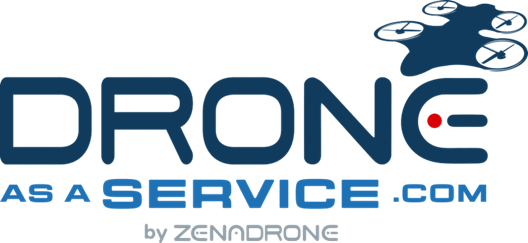 DRONE
AS A SERVICE .COM
by ZENADRONE